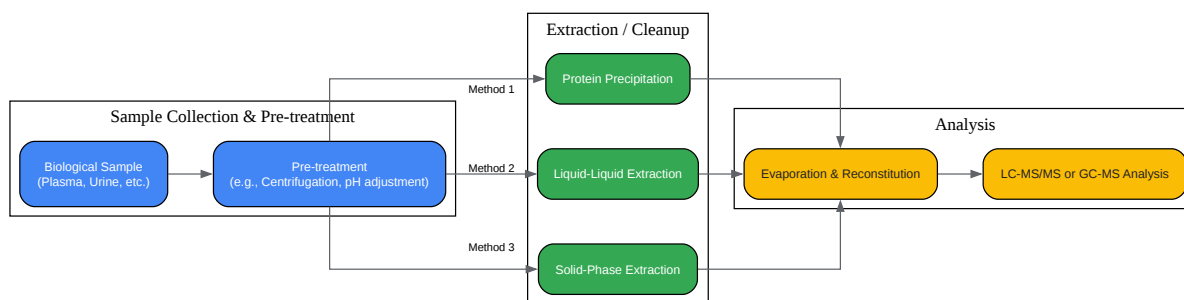 Extraction / Cleanup
Protein Precipitation
Method 1
Sample Collection & Pre-treatment
Analysis
Biological Sample
(Plasma, Urine, etc.)
Pre-treatment
(e.g., Centrifugation, pH adjustment)
Method 2
Liquid-Liquid Extraction
Evaporation & Reconstitution
LC-MS/MS or GC-MS Analysis
Method 3
Solid-Phase Extraction